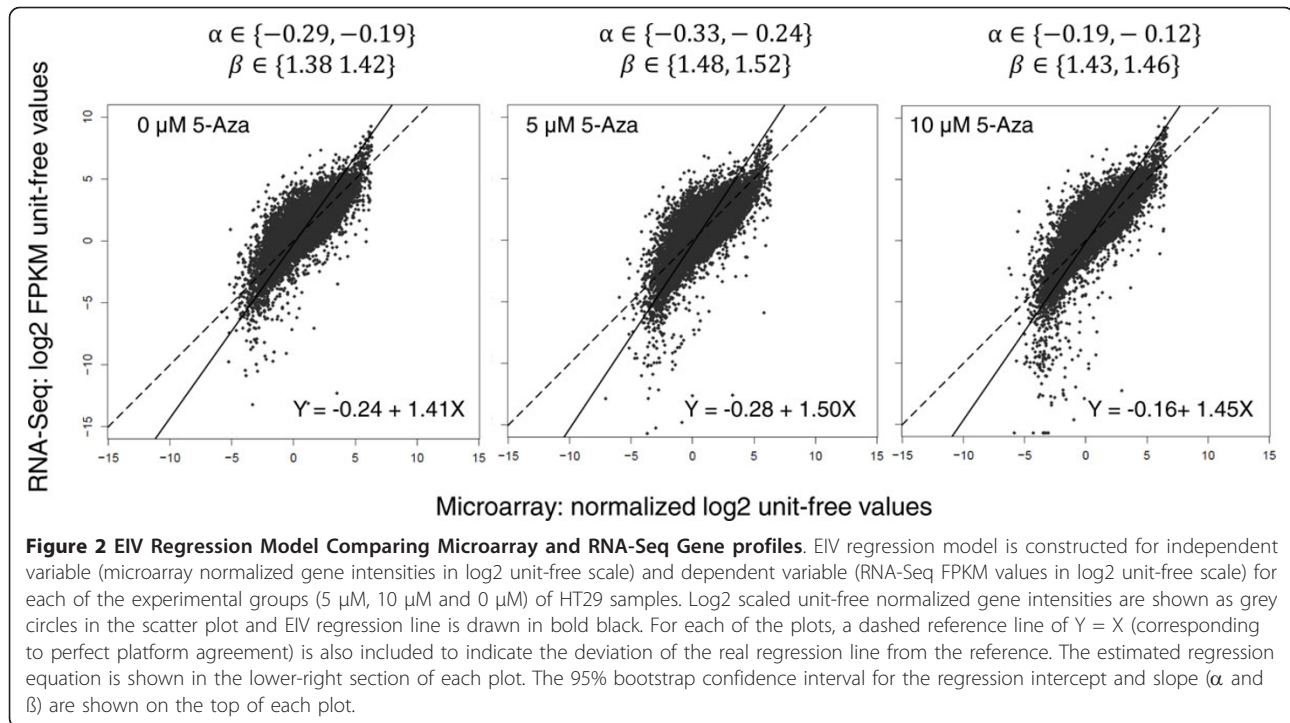 α ∈ {−0.29, −0.19}
β ∈ {1.38 1.42}
α ∈ {−0.33, − 0.24}
β ∈ {1.48, 1.52}
α ∈ {−0.19, −0.12}
β ∈ {1.43, 1.46}
RNA-Seq: log2 FPKM unit-free values
10
5
0
−5
−10
−15
0 µM 5-Aza
Y = -0.24 + 1.41X
−15 −10 −5 0 5 10 15
5 µM 5-Aza
Y = -0.28 + 1.50X
−15 −10 −5 0 5 10 15
10 µM 5-Aza
Y = -0.16+ 1.45X
−15 −10 −5 0 5 10 15
Microarray: normalized log2 unit-free values
Figure 2 EIV Regression Model Comparing Microarray and RNA-Seq Gene profiles. EIV regression model is constructed for independent
variable (microarray normalized gene intensities in log2 unit-free scale) and dependent variable (RNA-Seq FPKM values in log2 unit-free scale) for
each of the experimental groups (5 µM, 10 µM and 0 µM) of HT29 samples. Log2 scaled unit-free normalized gene intensities are shown as grey
circles in the scatter plot and EIV regression line is drawn in bold black. For each of the plots, a dashed reference line of Y = X (corresponding
to perfect platform agreement) is also included to indicate the deviation of the real regression line from the reference. The estimated regression
equation is shown in the lower-right section of each plot. The 95% bootstrap confidence interval for the regression intercept and slope (α and
ß) are shown on the top of each plot.